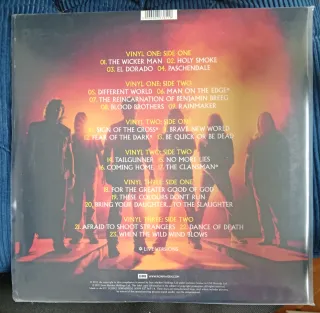 VINYL ONE: SIDE ONE
01. THE WICKER MAN 02. HOLY SMOKE
03. EL DORADO 04. PASCHENDALE
VINYL ONE: SIDE TWO
05. DIFFERENT WORLD 06. MAN ON THE EDGE*
07. THE REINCARNATION OF BENJAMIN BREEG
08. BLOOD BROTHERS 09. RAINMAKER
VINYL TWO: SIDE ONE
10. SIGN OF THE CROSS* 11. BRAVE NEW WORLD*
12. FEAR OF THE DARK* 13. BE QUICK OR BE DEAD
VINYL TWO: SIDE TWO
14. TAILGUNNER 15. NO MORE LIES
16. COMING HOME 17. THE CLANSMAN*
VINYL THREE: SIDE ONE
18. FOR THE GREATER GOOD OF GOD
19. THESE COLOURS DON'T RUN
20. BRING YOUR DAUGHTER...TO THE SLAUGHTER
VINYL THREE: SIDE TWO
21. AFRAID TO SHOOT STRANGERS 22. DANCE OF DEATH
23. WHEN THE WILD WIND BLOWS
LIVE VERSIONS
EMI